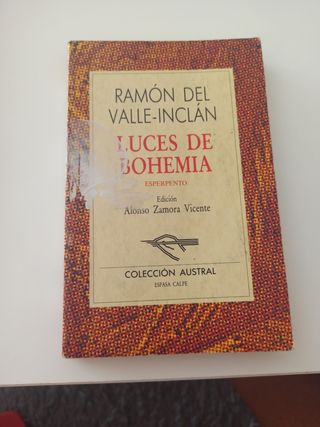 RAMÓN DEL
VALLE-INCLÁN
LUCES DE
BOHEMIA
ESPERPENTO
Edición
Alonso Zamora Vicente
COLECCIÓN AUSTRAL
ESPASA CALPE